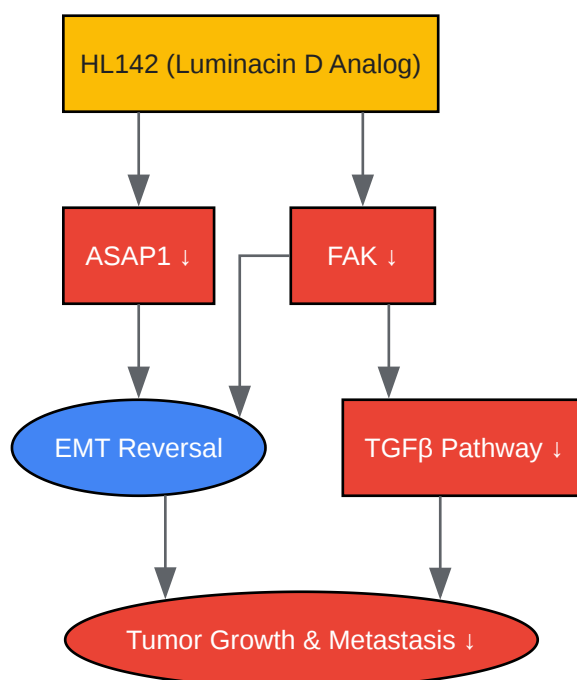 HL142 (Luminacin D Analog)
ASAP1 ↓
FAK ↓
EMT Reversal
TGFβ Pathway ↓
Tumor Growth & Metastasis ↓